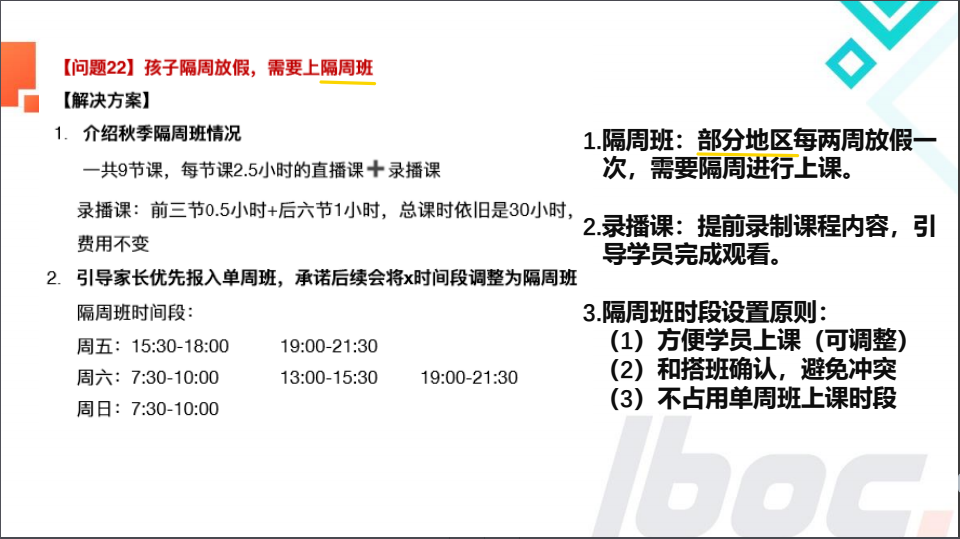 【问题22】孩子隔周放假，需要上隔周班
【解决方案】
1. 介绍秋季隔周班情况
一共9节课，每节课2.5小时的直播课➕录播课
录播课：前三节0.5小时+后六节1小时，总课时依旧是30小时，
费用不变
2. 引导家长优先报入单周班，承诺后续会将x时间段调整为隔周班
隔周班时间段：
周五：15:30-18:00 19:00-21:30
周六：7:30-10:00 13:00-15:30 19:00-21:30
周日：7:30-10:00
1.隔周班：部分地区每两周放假一
次，需要隔周进行上课。
2.录播课：提前录制课程内容，引
导学员完成观看。
3.隔周班时段设置原则：
（1）方便学员上课（可调整）
（2）和搭班确认，避免冲突
（3）不占用单周班上课时段
lboc